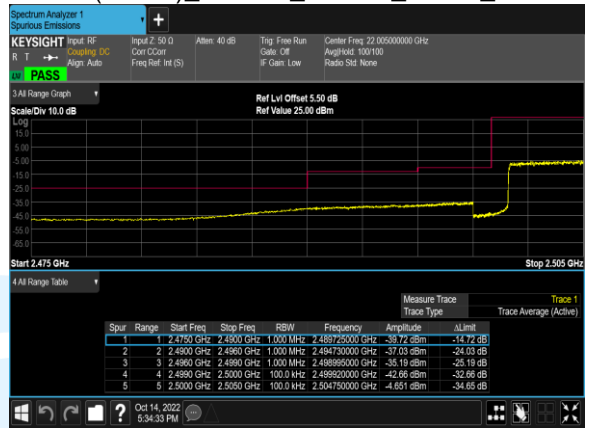 Spectrum Analyzer 1
Spurious Emissions
KEYSIGHT Input: RF Input Z: 50 Ω Atten: 40 dB Trig: Free Run Center Freq: 22.005000000 GHz
R T Coupling: DC Corr CCorr Gate: Off Avg|Hold: 100/100
Align: Auto Freq Ref: Int (S) IF Gain: Low Radio Std: None
LW PASS
3 All Range Graph
Ref Lvl Offset 5.50 dB
Scale/Div 10.0 dB Ref Value 25.00 dBm
Log
15.0
5.00
-5.00
-15.0
-25.0
-35.0
-45.0
-55.0
-65.0
Start 2.475 GHz Stop 2.505 GHz
4 All Range Table
Measure Trace Trace 1
Trace Type Trace Average (Active)
Spur Range Start Freq Stop Freq RBW Frequency Amplitude ΔLimit
1 1 2.4750 GHz 2.4900 GHz 1.000 MHz 2.489725000 GHz -39.72 dBm -14.72 dB
2 2 2.4900 GHz 2.4960 GHz 1.000 MHz 2.494730000 GHz -37.03 dBm -24.03 dB
3 3 2.4960 GHz 2.4990 GHz 1.000 MHz 2.498995000 GHz -35.19 dBm -25.19 dB
4 4 2.4990 GHz 2.5000 GHz 100.0 kHz 2.499920000 GHz -42.66 dBm -32.66 dB
5 5 2.5000 GHz 2.5050 GHz 100.0 kHz 2.504750000 GHz -4.651 dBm -34.65 dB
? Oct 14, 2022
5:34:33 PM